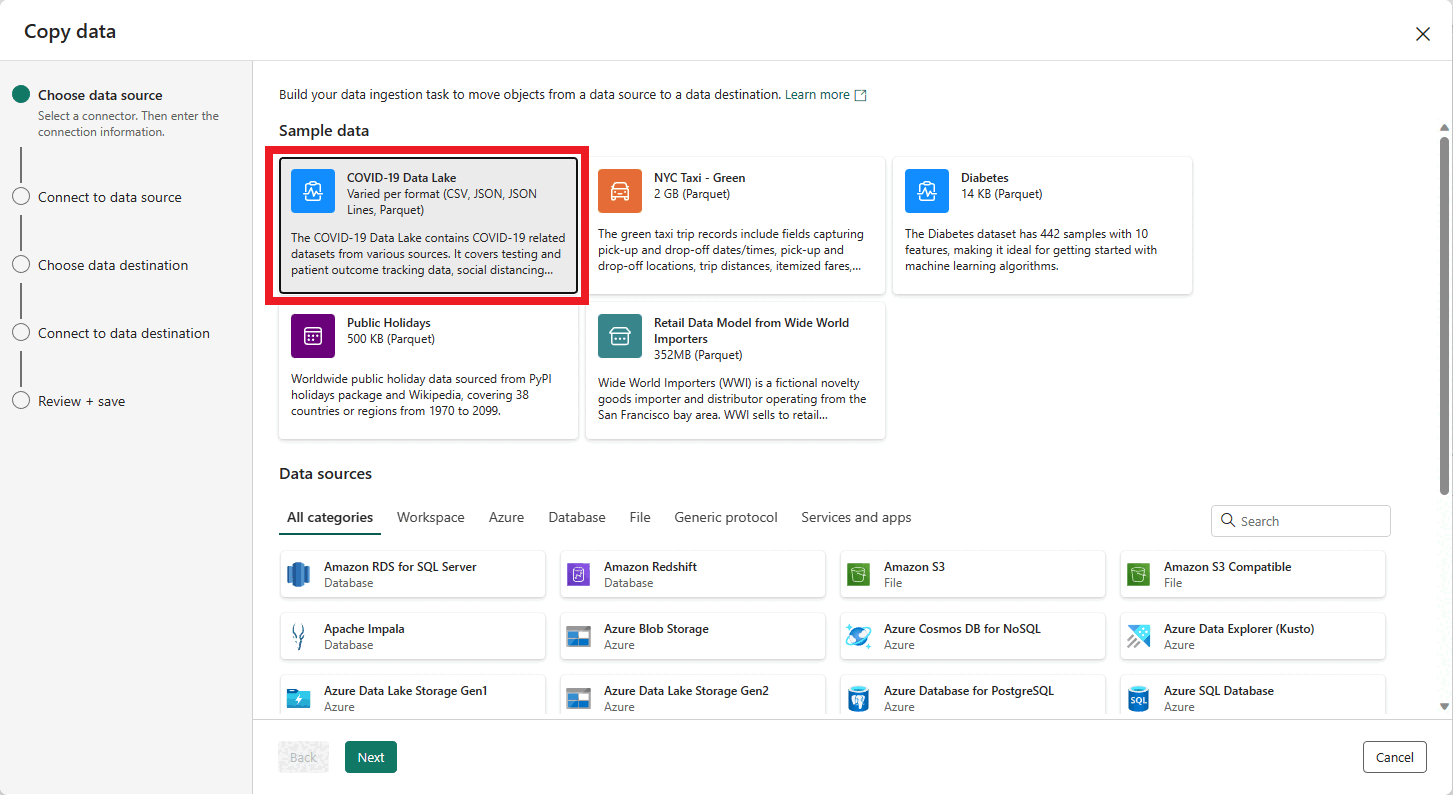 Copy data
Choose data source
Select a connector. Then enter the
connection information.
Connect to data source
Choose data destination
Connect to data destination
Review + save
Build your data ingestion task to move objects from a data source to a data destination. Learn more
Sample data
COVID-19 Data Lake
Varied per format (CSV, JSON, JSON
Lines, Parquet)
The COVID-19 Data Lake contains COVID-19 related
datasets from various sources. It covers testing and
patient outcome tracking data, social distancing...
NYC Taxi - Green
2 GB (Parquet)
The green taxi trip records include fields capturing
pick-up and drop-off dates/times, pick-up and
drop-off locations, trip distances, itemized fares,...
Diabetes
14 KB (Parquet)
The Diabetes dataset has 442 samples with 10
features, making it ideal for getting started with
machine learning algorithms.
Public Holidays
500 KB (Parquet)
Worldwide public holiday data sourced from PyPI
holidays package and Wikipedia, covering 38
countries or regions from 1970 to 2099.
Retail Data Model from Wide World
Importers
352MB (Parquet)
Wide World Importers (WWI) is a fictional novelty
goods importer and distributor operating from the
San Francisco bay area. WWI sells to retail...
Data sources
All categories Workspace Azure Database File Generic protocol Services and apps
Search
Amazon RDS for SQL Server
Database
Amazon Redshift
Database
Amazon S3
File
Amazon S3 Compatible
File
Apache Impala
Database
Azure Blob Storage
Azure
Azure Cosmos DB for NoSQL
Azure
Azure Data Explorer (Kusto)
Azure
Azure Data Lake Storage Gen1
Azure
Azure Data Lake Storage Gen2
Azure
Azure Database for PostgreSQL
Azure
SQL
Azure SQL Database
Azure
Back
Next
Cancel